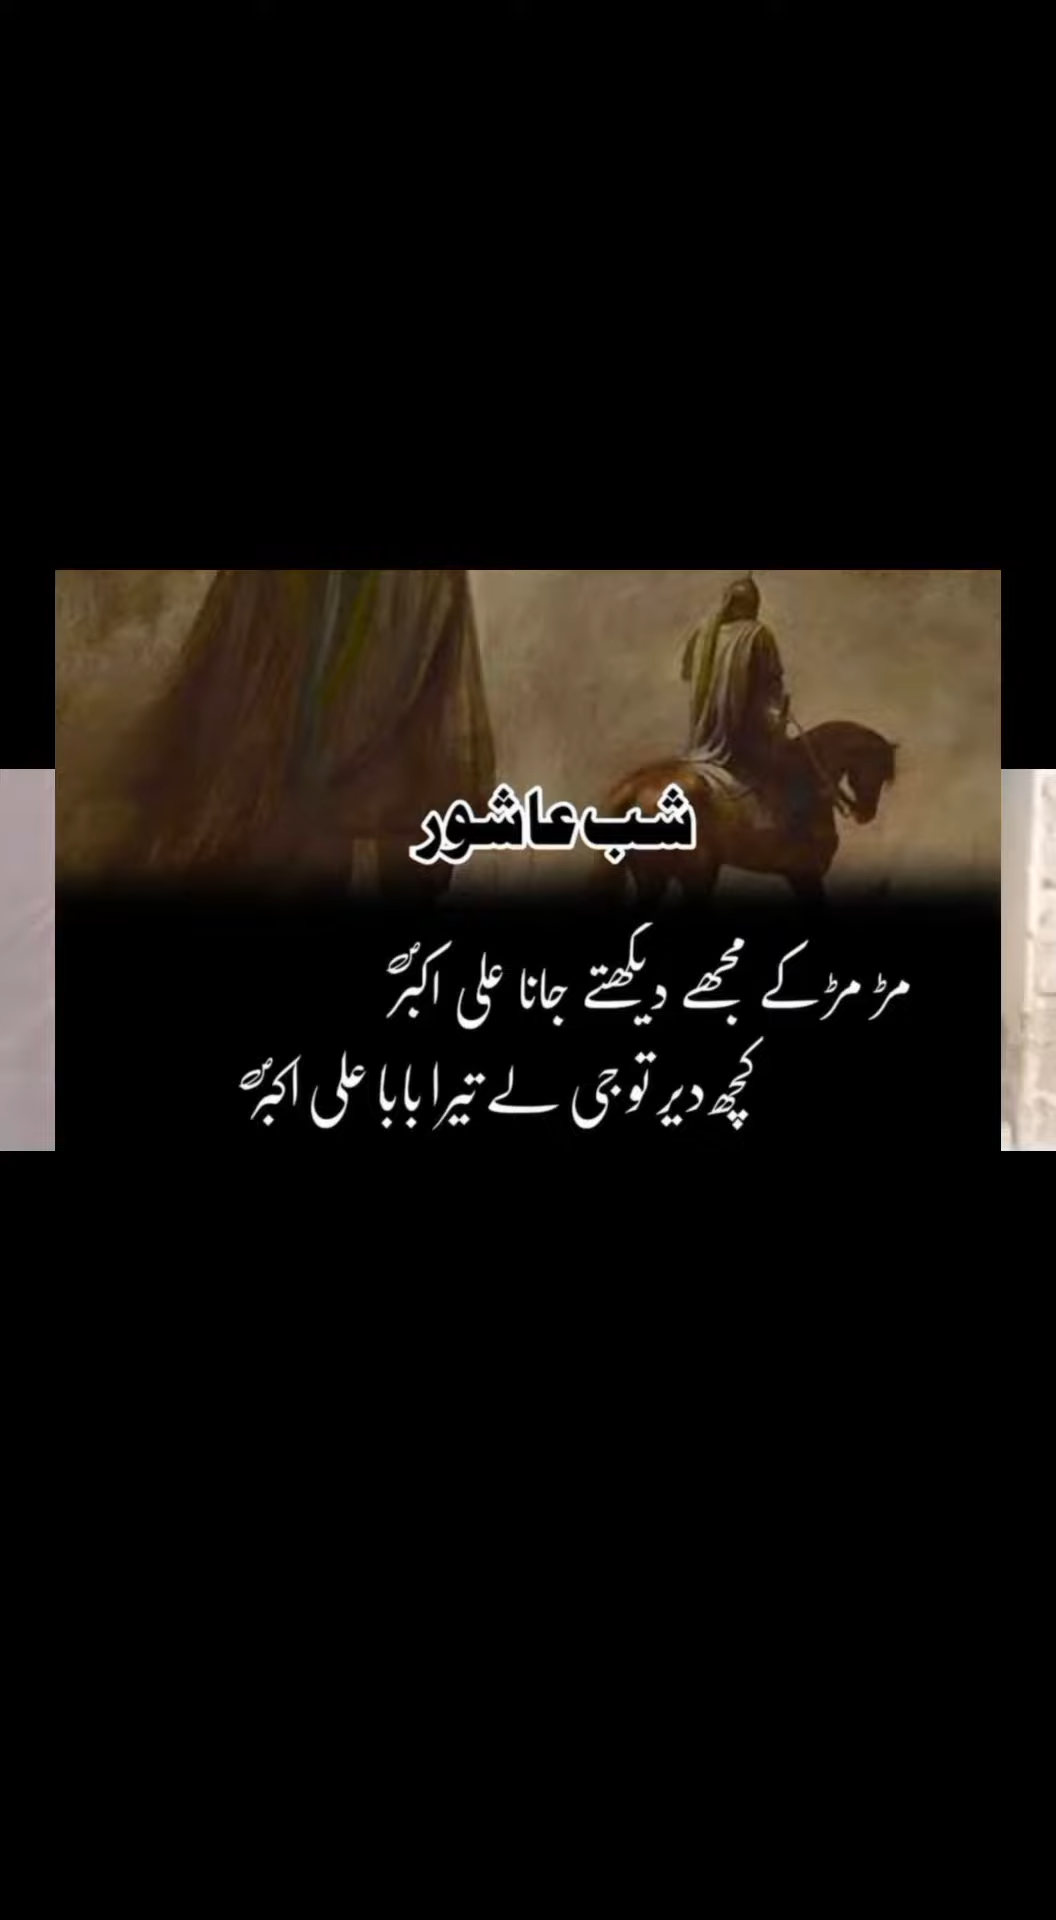 شب عاشور
مڑ مڑ کے مجھے دیکھتے جانا علی اکبرؑ
کچھ دیر تو جی لے تیرا بابا علی اکبرؑ